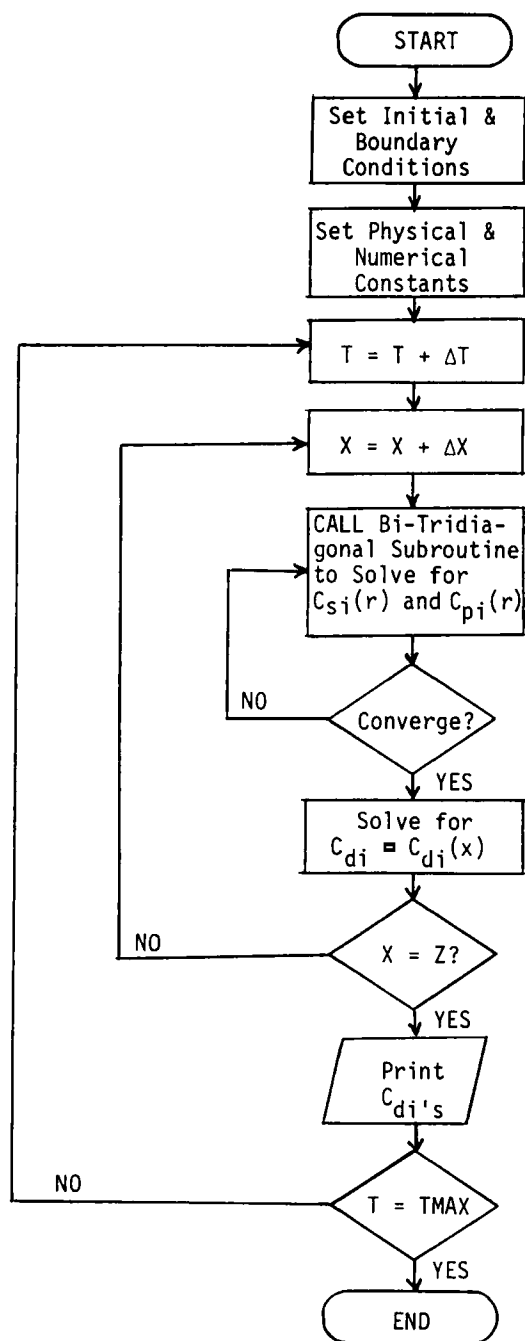 START
Set Initial &
Boundary
Conditions
Set Physical &
Numerical
Constants
T = T + ΔT
X = X + ΔX
CALL Bi-Tridia-
gonal Subroutine
to Solve for
Csi(r) and Cpi(r)
NO
Converge?
YES
Solve for
Cdi = Cdi(x)
NO
X = Z?
YES
Print
Cdi's
NO
T = TMAX
YES
END